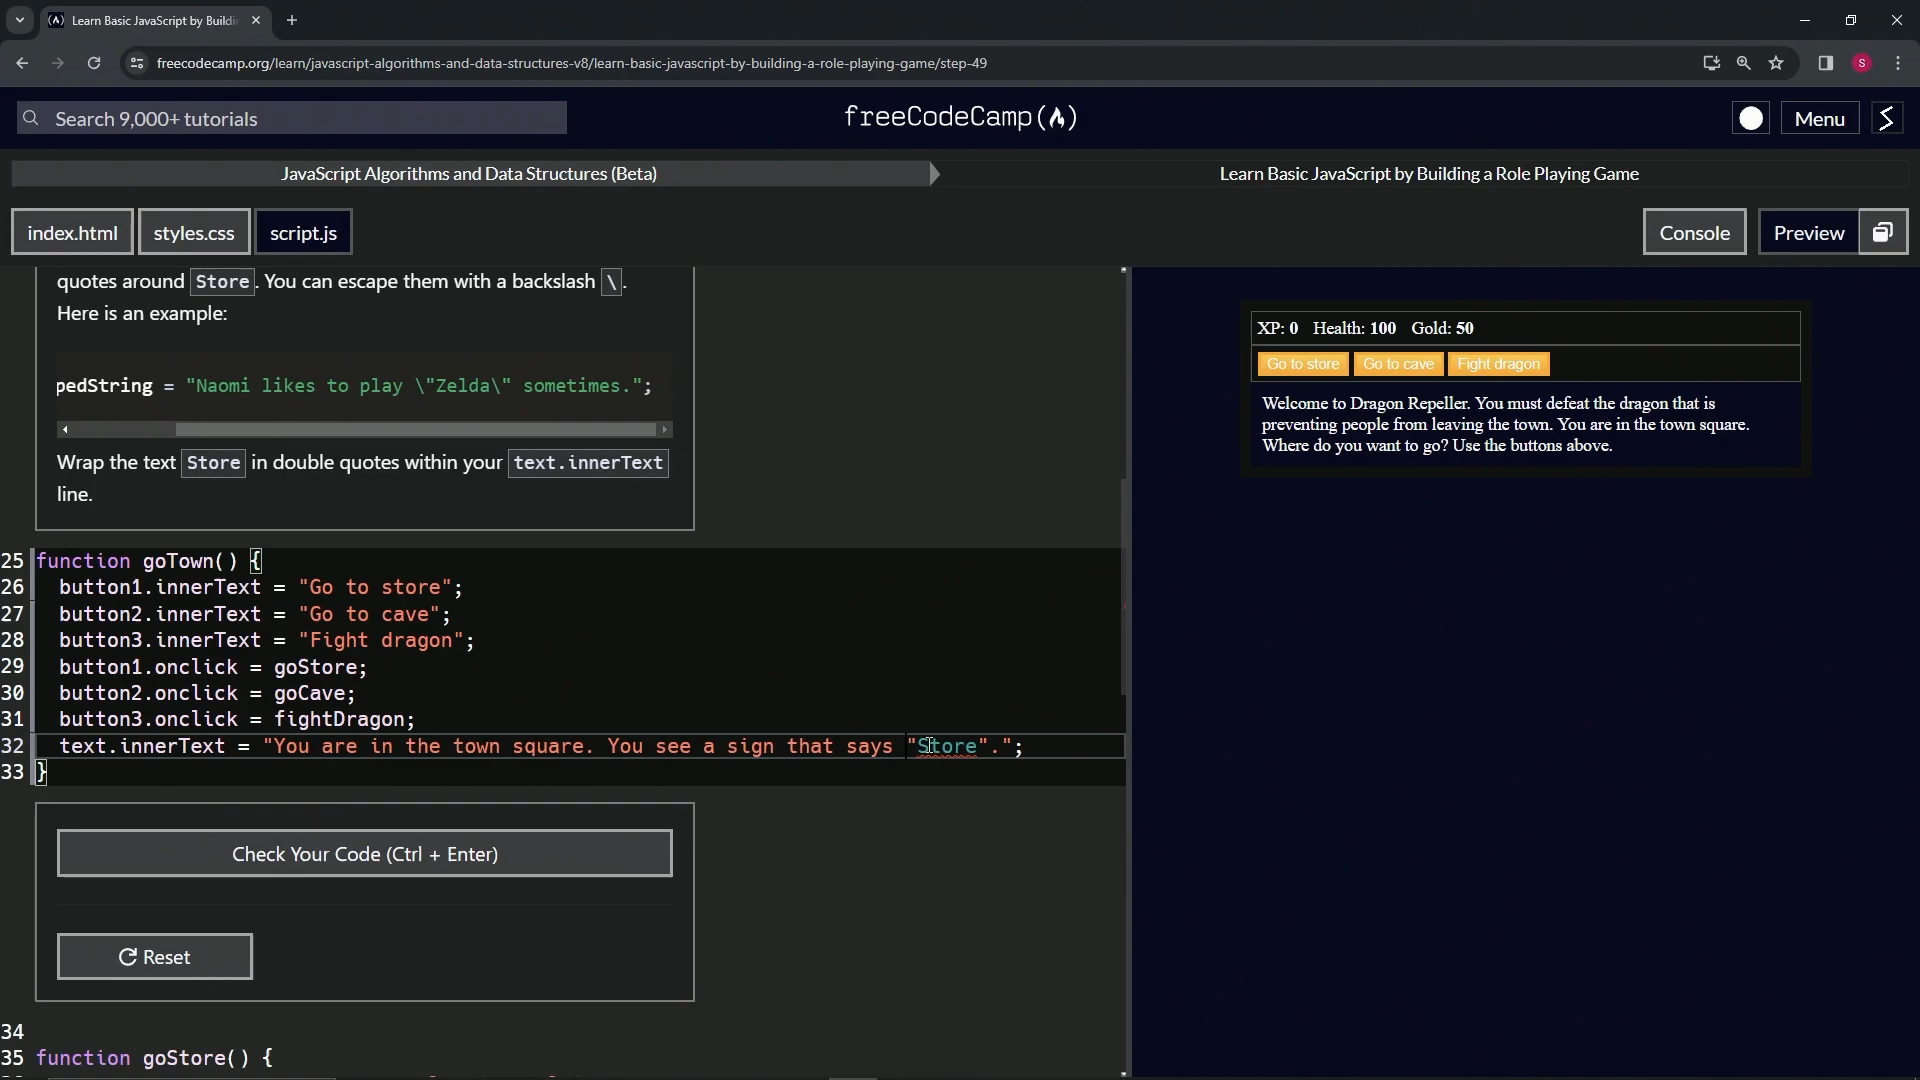 Learn Basic JavaScript by Buildi
freecodecamp.org/learn/javascript-algorithms-and-data-structures-v8/learn-basic-javascript-by-building-a-role-playing-game/step-49
S
Search 9,000+ tutorials
freeCodeCamp
Menu
JavaScript Algorithms and Data Structures (Beta)
Learn Basic JavaScript by Building a Role Playing Game
index.html
styles.css
script.js
Console
Preview
quotes around Store. You can escape them with a backslash \.
Here is an example:
pedString = "Naomi likes to play \"Zelda\" sometimes.";
Wrap the text Store in double quotes within your text.innerText
line.
25 function goTown() {
26 button1.innerText = "Go to store";
27 button2.innerText = "Go to cave";
28 button3.innerText = "Fight dragon";
29 button1.onclick = goStore;
30 button2.onclick = goCave;
31 button3.onclick = fightDragon;
32 text.innerText = "You are in the town square. You see a sign that says "Store".";
33 }
Check Your Code (Ctrl + Enter)
Reset
34
35 function goStore() {
XP: 0 Health: 100 Gold: 50
Go to store Go to cave Fight dragon
Welcome to Dragon Repeller. You must defeat the dragon that is
preventing people from leaving the town. You are in the town square.
Where do you want to go? Use the buttons above.